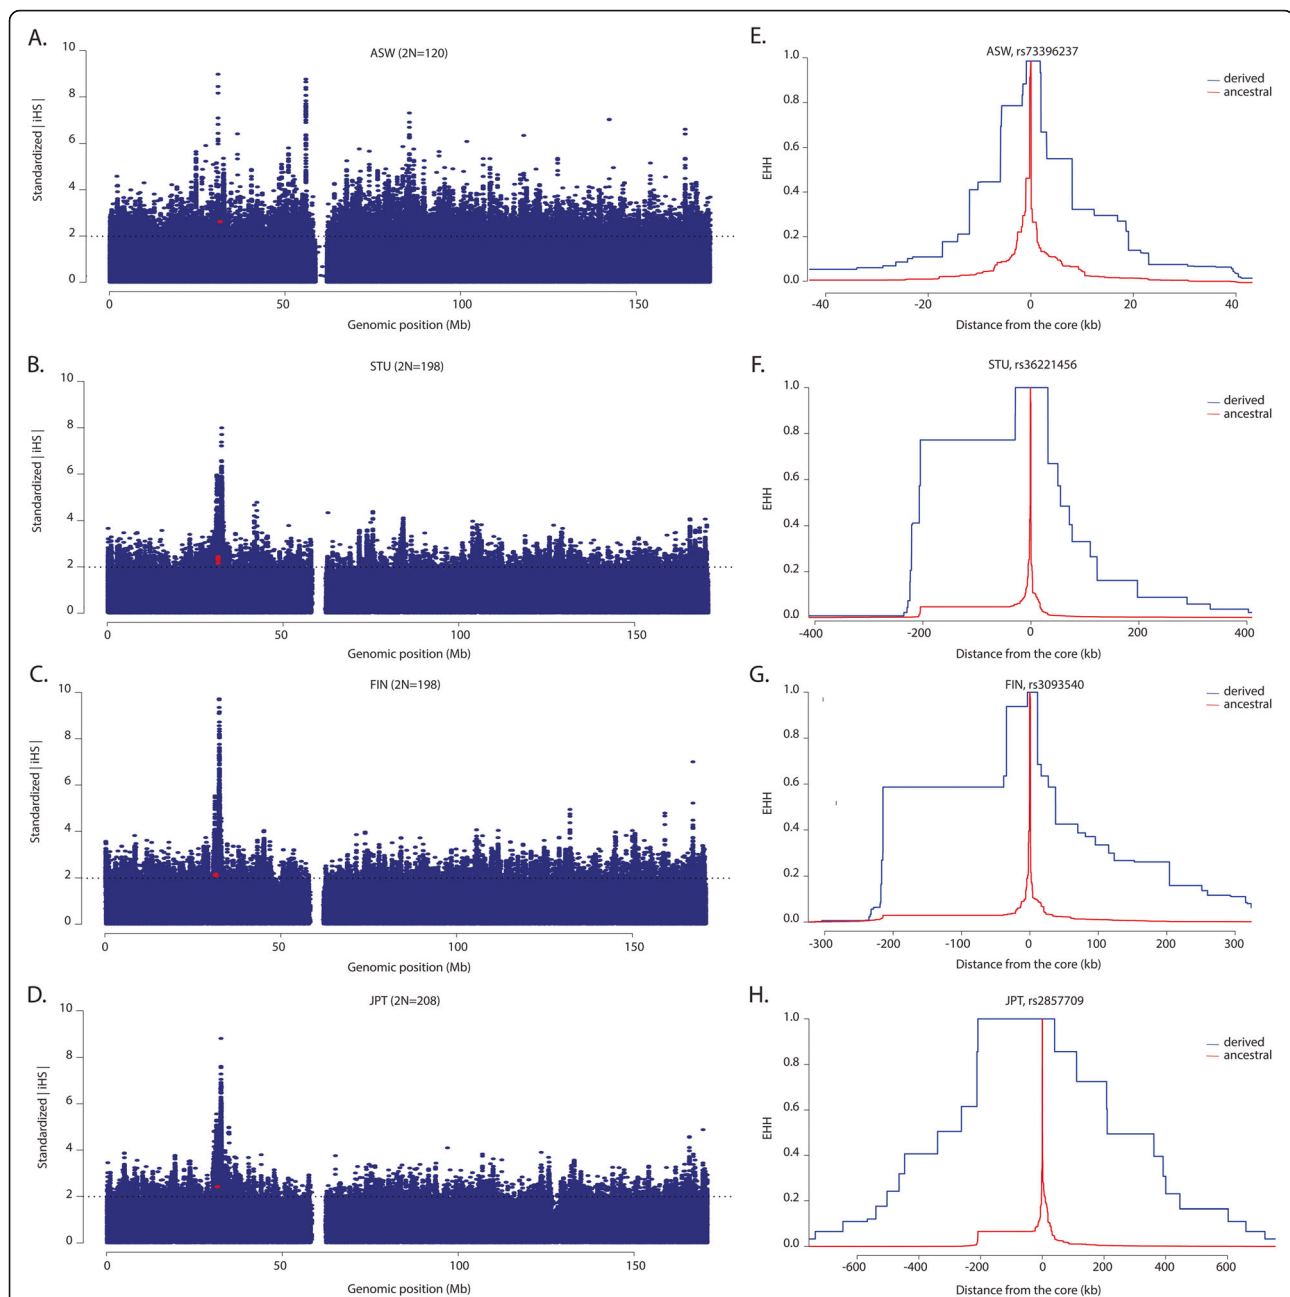 A.
ASW (2N=120)
Standardized | iHS |
10
8
6
4
2
0
0 50 100 150
Genomic position (Mb)
E.
ASW, rs73396237
derived
ancestral
EHH
1.0
0.8
0.6
0.4
0.2
0.0
-40 -20 0 20 40
Distance from the core (kb)
B.
STU (2N=198)
Standardized | iHS |
10
8
6
4
2
0
0 50 100 150
Genomic position (Mb)
F.
STU, rs36221456
derived
ancestral
EHH
1.0
0.8
0.6
0.4
0.2
0.0
-400 -200 0 200 400
Distance from the core (kb)
C.
FIN (2N=198)
Standardized | iHS |
10
8
6
4
2
0
0 50 100 150
Genomic position (Mb)
G.
FIN, rs3093540
derived
ancestral
EHH
1.0
0.8
0.6
0.4
0.2
0.0
-300 -200 -100 0 100 200 300
Distance from the core (kb)
D.
JPT (2N=208)
Standardized | iHS |
10
8
6
4
2
0
0 50 100 150
Genomic position (Mb)
H.
JPT, rs2857709
derived
ancestral
EHH
1.0
0.8
0.6
0.4
0.2
0.0
-600 -400 -200 0 200 400 600
Distance from the core (kb)